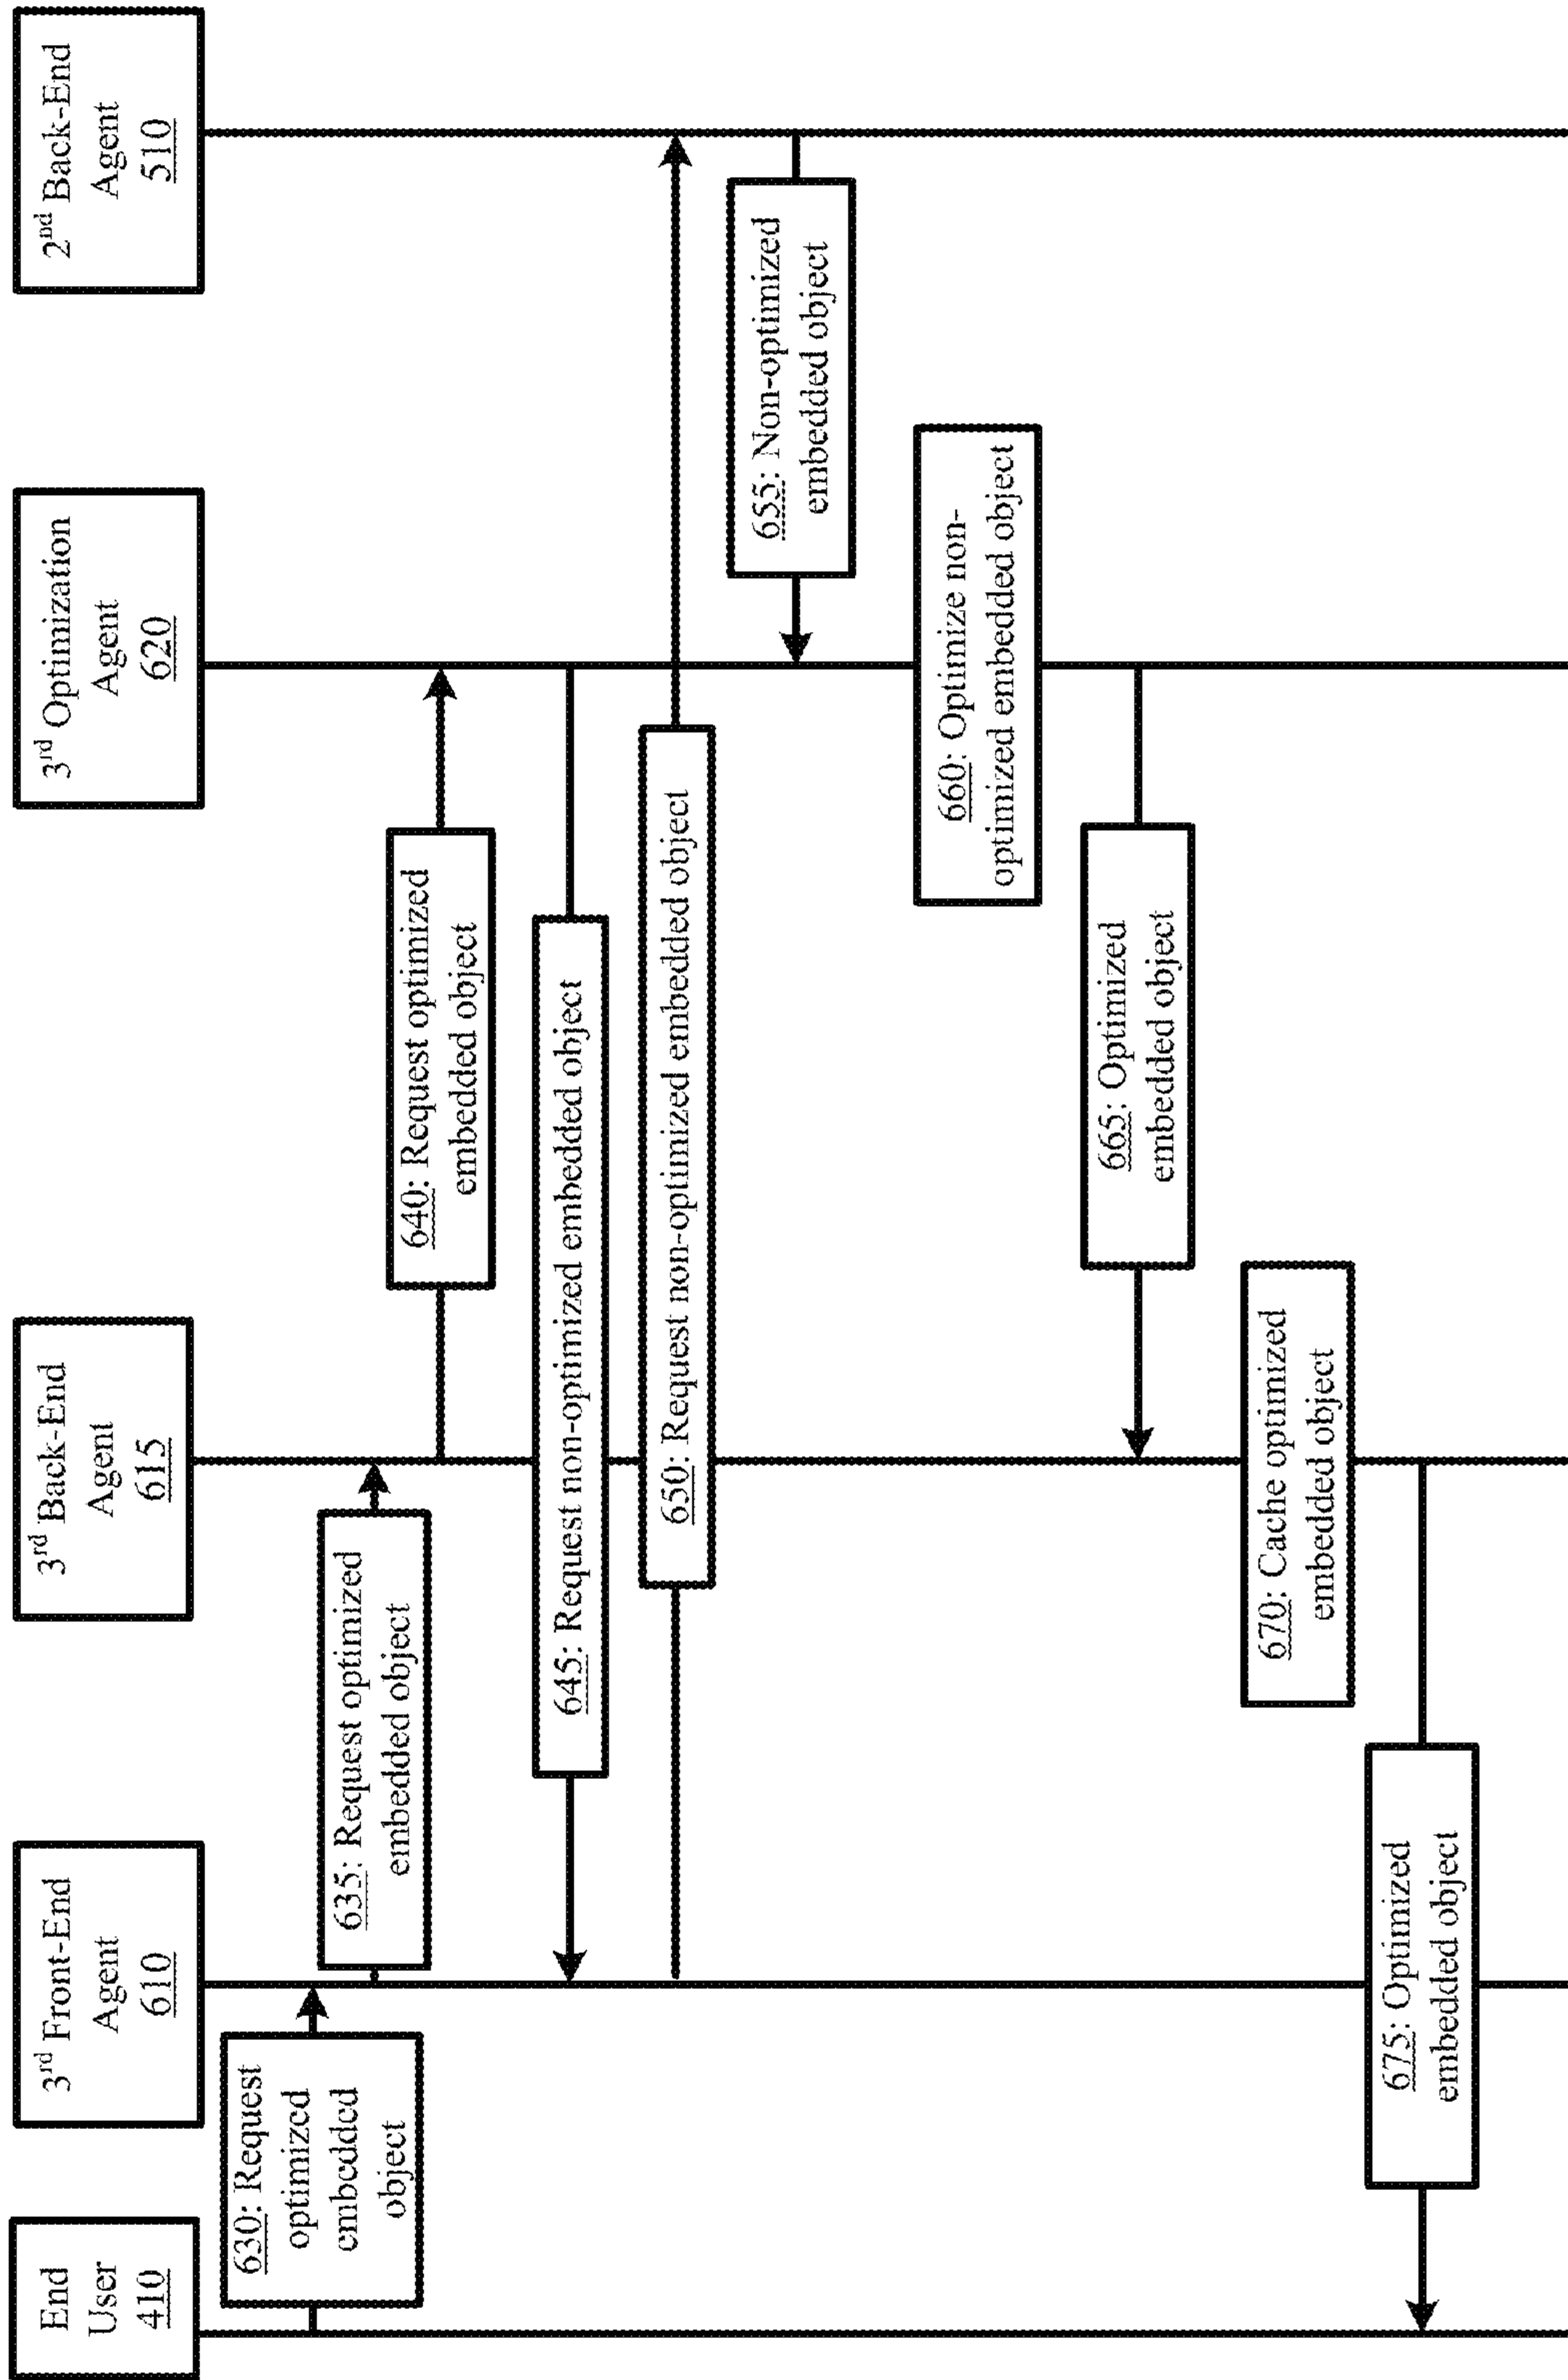 End
User
410
3rd Front-End
Agent
610
3rd Back-End
Agent
615
3rd Optimization
Agent
620
2nd Back-End
Agent
510
630: Request
optimized
embedded
object
635: Request optimized
embedded object
640: Request optimized
embedded object
645: Request non-optimized embedded object
650: Request non-optimized embedded object
655: Non-optimized
embedded object
660: Optimize non-
optimized embedded object
665: Optimized
embedded object
670: Cache optimized
embedded object
675: Optimized
embedded object